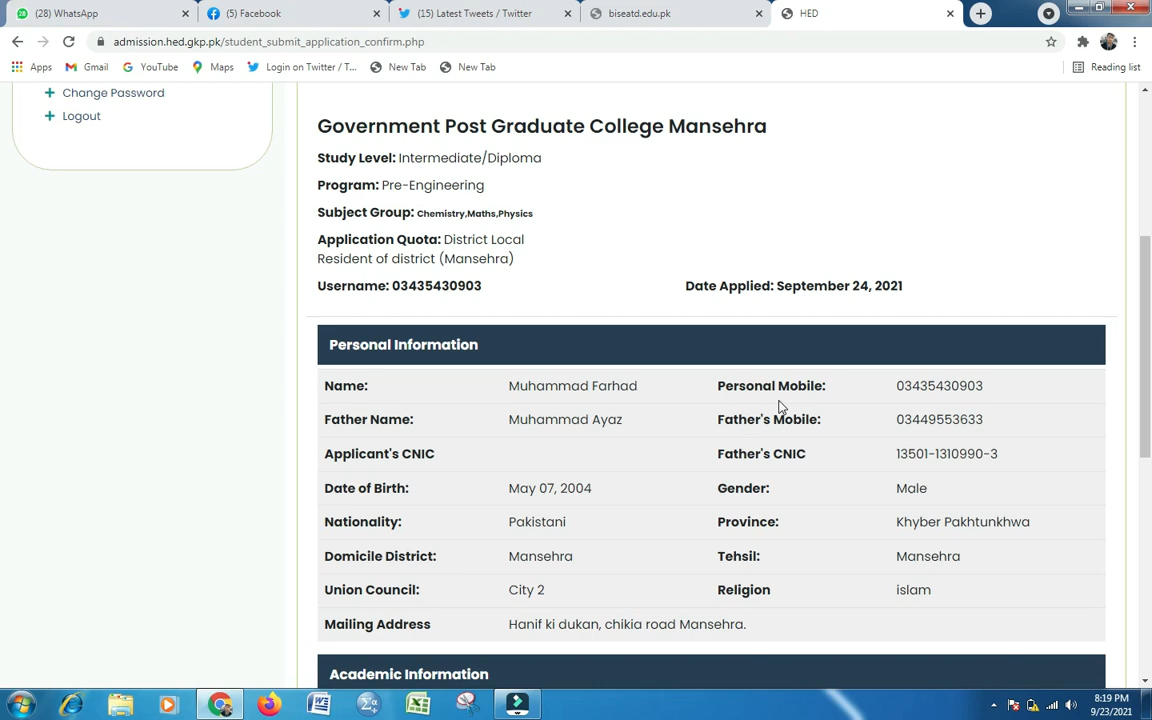 (28) WhatsApp
(5) Facebook
(15) Latest Tweets / Twitter
biseatd.edu.pk
HED
admission.hed.gkp.pk/student_submit_application_confirm.php
Apps
Gmail
YouTube
Maps
Login on Twitter / T...
New Tab
New Tab
Reading list
+ Change Password
+ Logout
Government Post Graduate College Mansehra
Study Level: Intermediate/Diploma
Program: Pre-Engineering
Subject Group: Chemistry,Maths,Physics
Application Quota: District Local
Resident of district (Mansehra)
Username: 03435430903 Date Applied: September 24, 2021
Personal Information
Name: Muhammad Farhad Personal Mobile: 03435430903
Father Name: Muhammad Ayaz Father's Mobile: 03449553633
Applicant's CNIC Father's CNIC 13501-1310990-3
Date of Birth: May 07, 2004 Gender: Male
Nationality: Pakistani Province: Khyber Pakhtunkhwa
Domicile District: Mansehra Tehsil: Mansehra
Union Council: City 2 Religion islam
Mailing Address Hanif ki dukan, chikia road Mansehra.
Academic Information
8:19 PM
9/23/2021